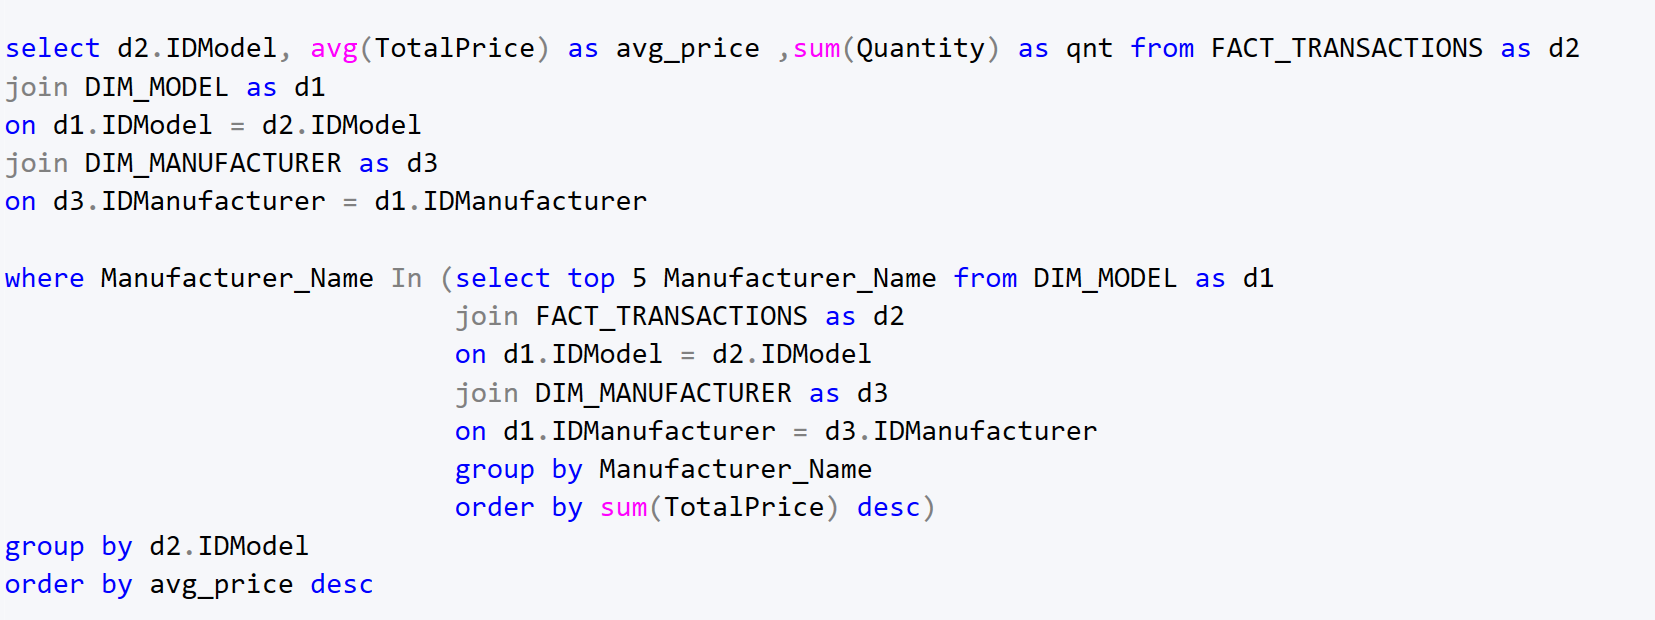 select d2.IDModel, avg(TotalPrice) as avg_price ,sum(Quantity) as qnt from FACT_TRANSACTIONS as d2
join DIM_MODEL as d1
on d1.IDModel = d2.IDModel
join DIM_MANUFACTURER as d3
on d3.IDManufacturer = d1.IDManufacturer
where Manufacturer_Name In (select top 5 Manufacturer_Name from DIM_MODEL as d1
join FACT_TRANSACTIONS as d2
on d1.IDModel = d2.IDModel
join DIM_MANUFACTURER as d3
on d1.IDManufacturer = d3.IDManufacturer
group by Manufacturer_Name
order by sum(TotalPrice) desc)
group by d2.IDModel
order by avg_price desc